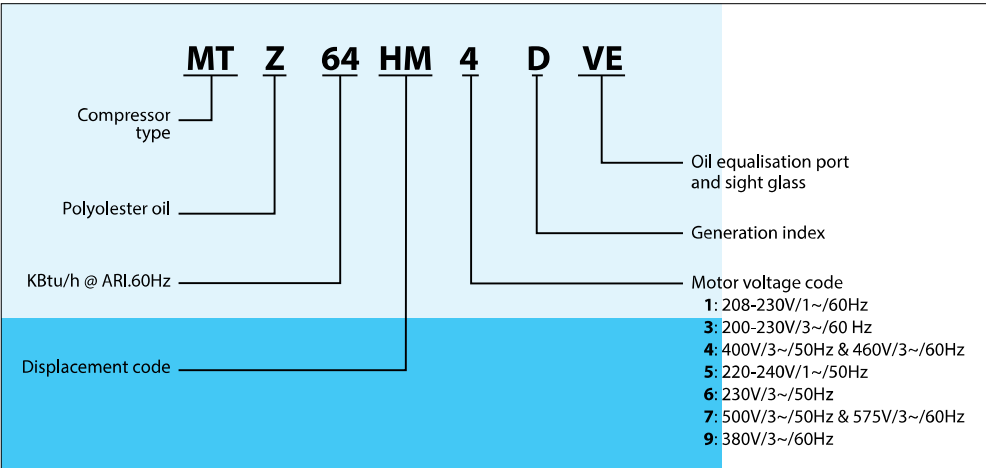 MT Z 64 HM 4 D VE
Compressor
type
Polyolester oil
KBtu/h @ ARI.60Hz
Displacement code
Oil equalisation port
and sight glass
Generation index
Motor voltage code
1: 208-230V/1~/60Hz
3: 200-230V/3~/60 Hz
4: 400V/3~/50Hz & 460V/3~/60Hz
5: 220-240V/1~/50Hz
6: 230V/3~/50Hz
7: 500V/3~/50Hz & 575V/3~/60Hz
9: 380V/3~/60Hz